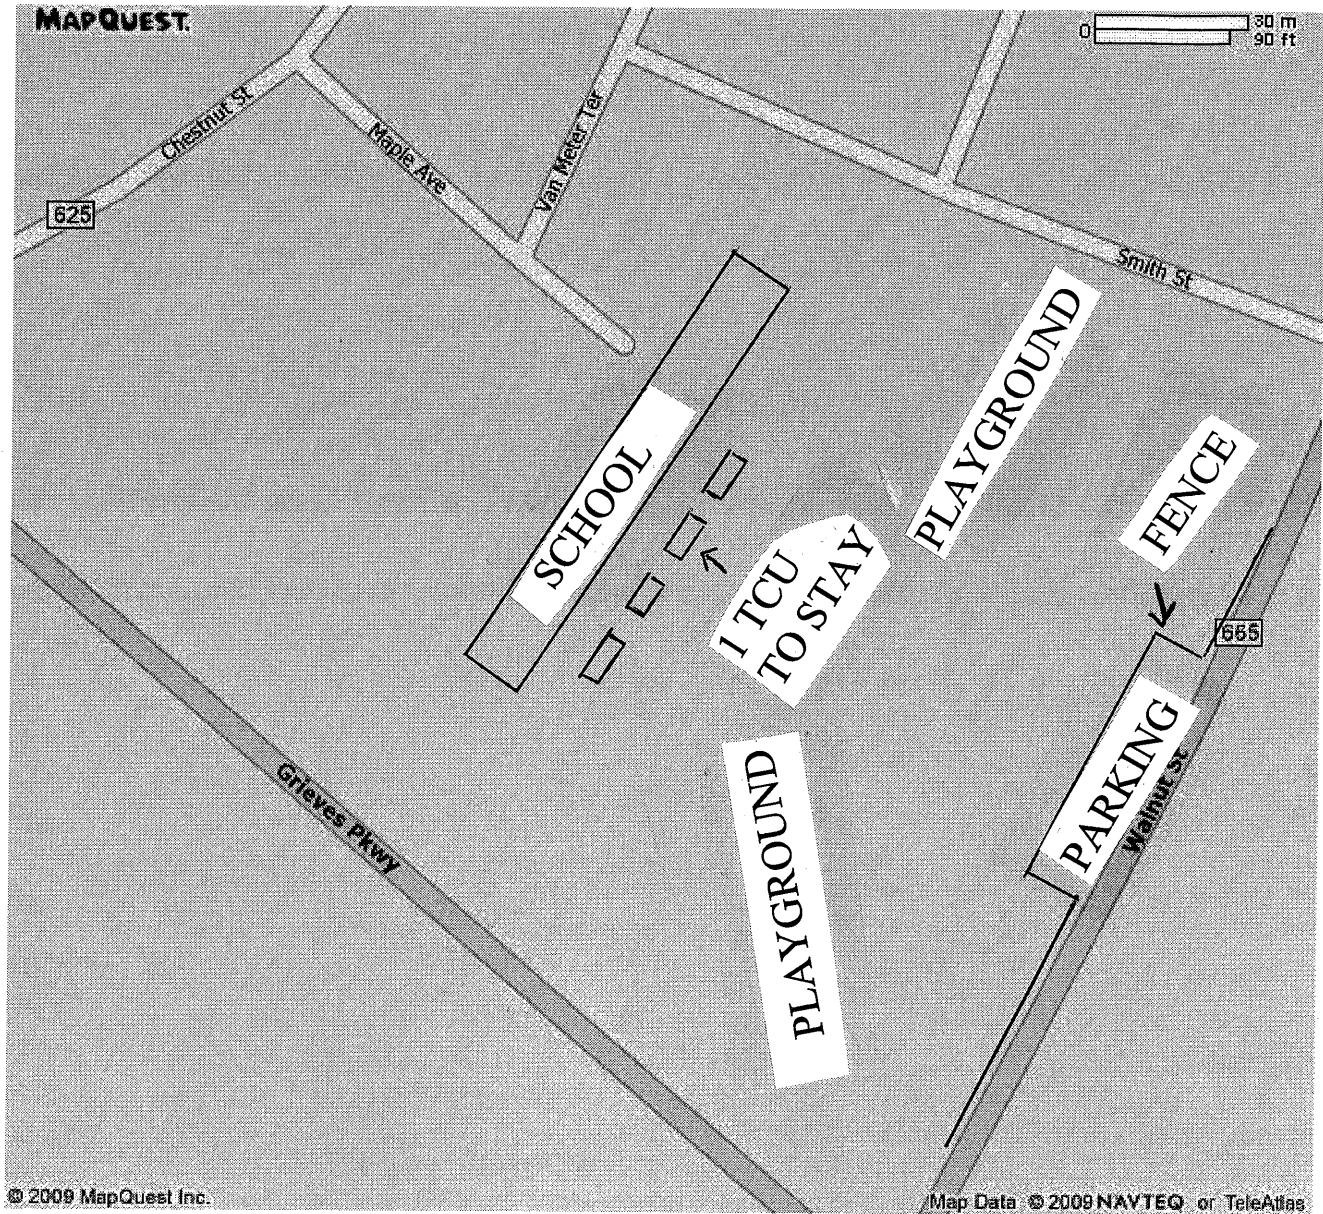 MAPQUEST.
0
30 m
90 ft
Chestnut St
Maple Ave
Van Meter Ter
625
Smith St
PLAYGROUND
SCHOOL
FENCE
1 TCU
TO STAY
665
PARKING
Walnut St
PLAYGROUND
Grieves Pkwy
© 2009 MapQuest Inc.
Map Data © 2009 NAVTEQ or TeleAtlas